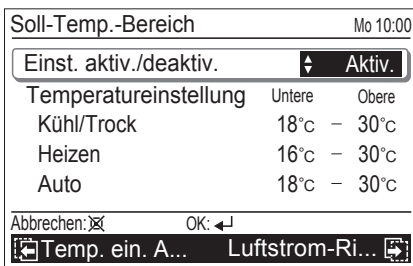 Soll-Temp.-Bereich Mo 10:00
Einst. aktiv./deaktiv. Aktiv.
Temperatureinstellung Untere Obere
Kühl/Trock 18°C – 30°C
Heizen 16°C – 30°C
Auto 18°C – 30°C
Abbrechen: OK:
Temp. ein. A... Luftstrom-Ri...